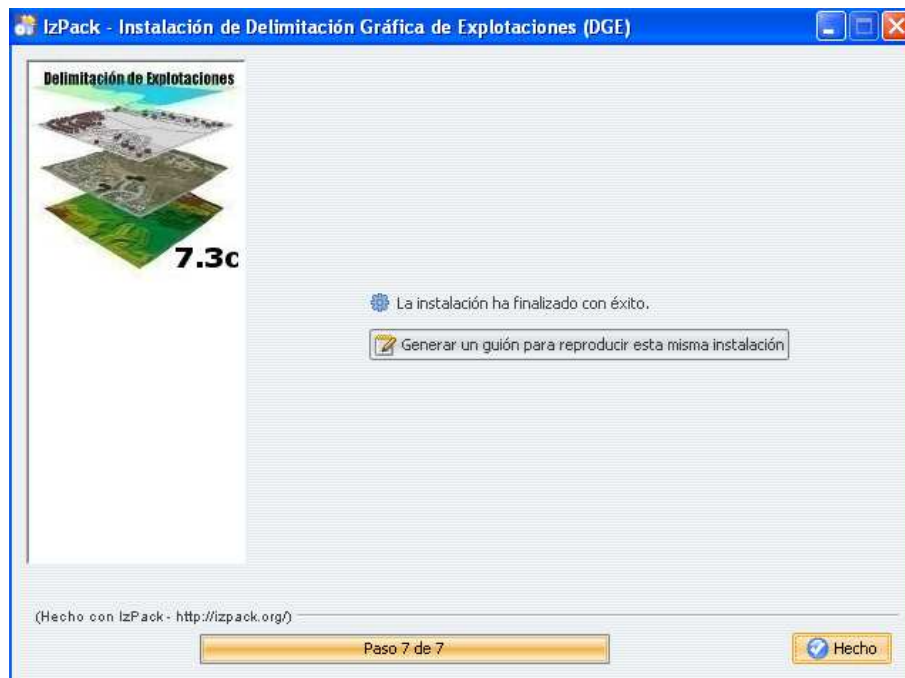 IzPack - Instalación de Delimitación Gráfica de Explotaciones (DGE)
Delimitación de Explotaciones
7.3c
La instalación ha finalizado con éxito.
Generar un guión para reproducir esta misma instalación
(Hecho con IzPack - http://izpack.org/)
Paso 7 de 7
Hecho